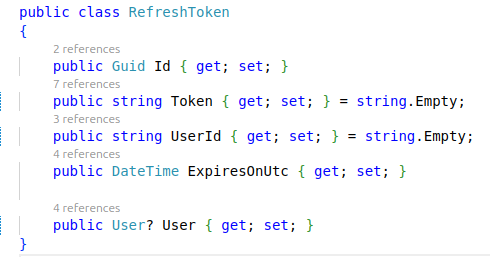 public class RefreshToken
{
2 references
public Guid Id { get; set; }
7 references
public string Token { get; set; } = string.Empty;
3 references
public string UserId { get; set; } = string.Empty;
4 references
public DateTime ExpiresOnUtc { get; set; }
4 references
public User? User { get; set; }
}